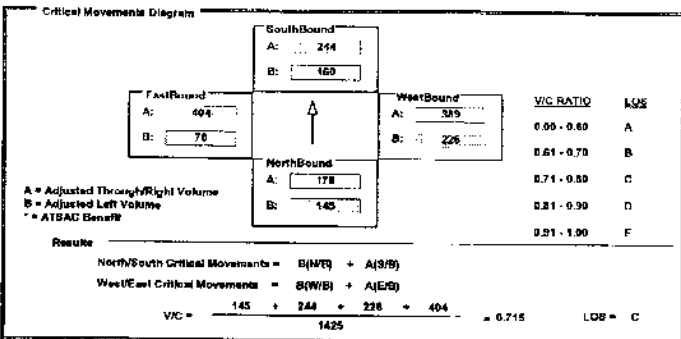 Critical Movements Diagram
SouthBound
A: 244
B: 160
EastBound
A: 404
B: 70
WestBound
A: 389
B: 226
NorthBound
A: 178
B: 145
V/C RATIO LOS
0.00 - 0.60 A
0.61 - 0.70 B
0.71 - 0.80 C
0.81 - 0.90 D
0.91 - 1.00 E
A = Adjusted Through/Right Volume
B = Adjusted Left Volume
* = ATSAC Benefit
Results
North/South Critical Movements = B(N/B) + A(S/B)
West/East Critical Movements = B(W/B) + A(E/B)
V/C = 145 + 244 + 226 + 404 = 0.715 LOS = C
1425